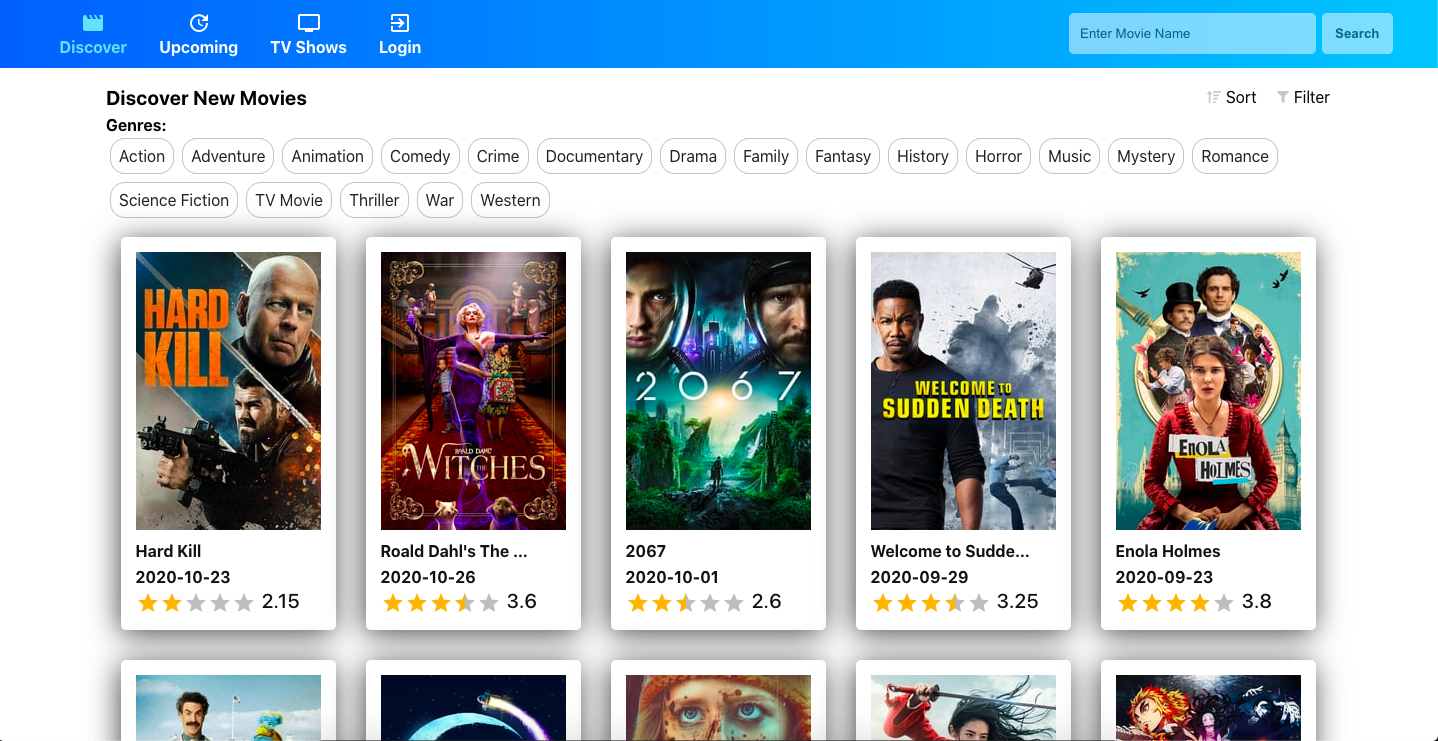 Discover Upcoming TV Shows Login Enter Movie Name Search
Discover New Movies Sort Filter
Genres:
Action Adventure Animation Comedy Crime Documentary Drama Family Fantasy History Horror Music Mystery Romance
Science Fiction TV Movie Thriller War Western
HARD
KILL
ROALD DAHL'S
THE
WITCHES
2067
WELCOME TO
SUDDEN DEATH
ENOLA
HOLMES
Hard Kill Roald Dahl's The ... 2067 Welcome to Sudde... Enola Holmes
2020-10-23 2020-10-26 2020-10-01 2020-09-29 2020-09-23
2.15 3.6 2.6 3.25 3.8